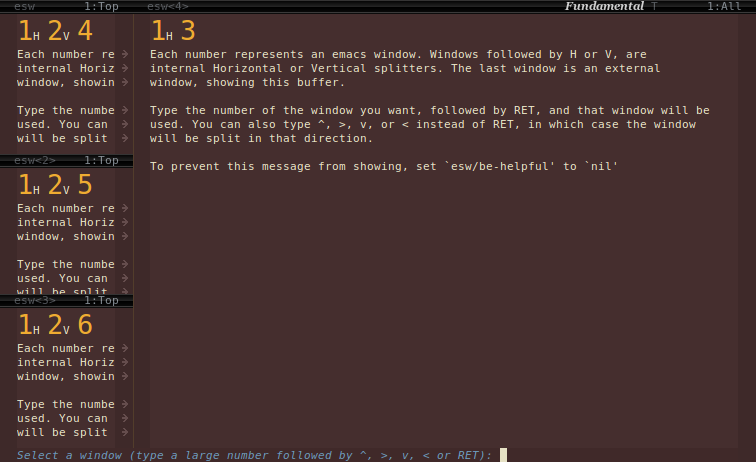 esw 1:Top
1H 2V 4
Each number re
internal Horiz
window, showin
Type the numbe
used. You can
will be split
esw<2> 1:Top
1H 2V 5
Each number re
internal Horiz
window, showin
Type the numbe
used. You can
will be split
esw<3> 1:Top
1H 2V 6
Each number re
internal Horiz
window, showin
Type the numbe
used. You can
will be split
esw<4> Fundamental T 1:All
1H 3
Each number represents an emacs window. Windows followed by H or V, are
internal Horizontal or Vertical splitters. The last window is an external
window, showing this buffer.
Type the number of the window you want, followed by RET, and that window will be
used. You can also type ^, >, v, or < instead of RET, in which case the window
will be split in that direction.
To prevent this message from showing, set `esw/be-helpful' to `nil'
Select a window (type a large number followed by ^, >, v, < or RET):